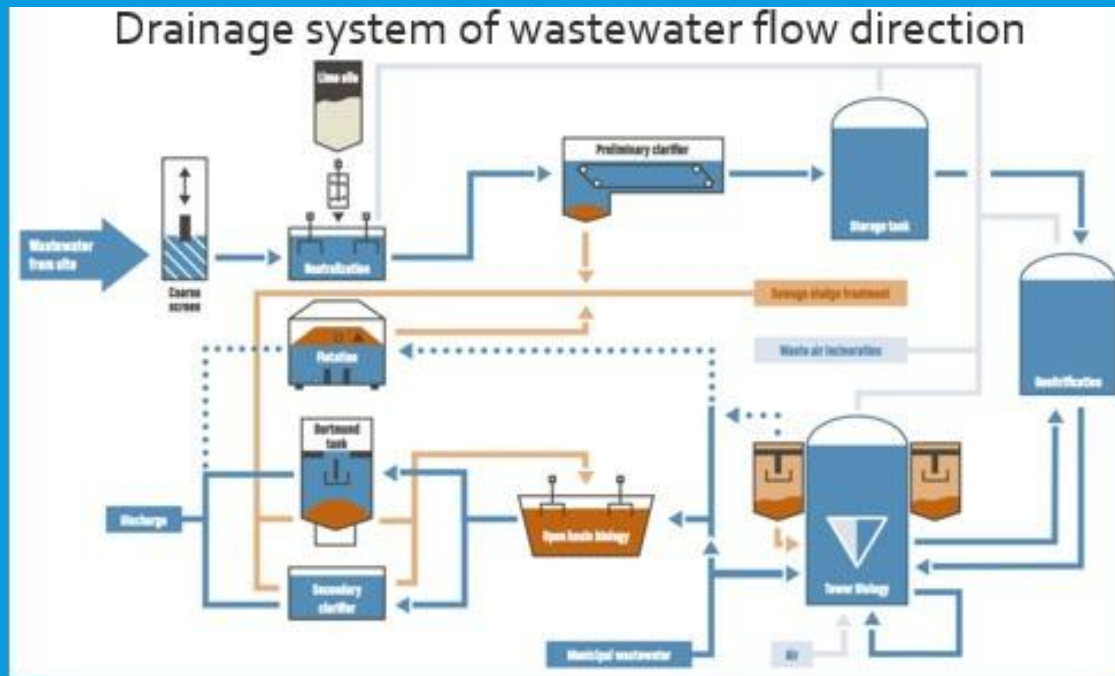 Drainage system of wastewater flow direction
Lime silo
Preliminary clarifier
Wastewater
from site
Coarse
screen
Neutralization
Storage tank
Sewage sludge treatment
Flotation
Waste air incineration
Denitrification
Dortmund
tank
Discharge
Open basin biology
Secondary
clarifier
Tower Biology
Municipal wastewater
Air